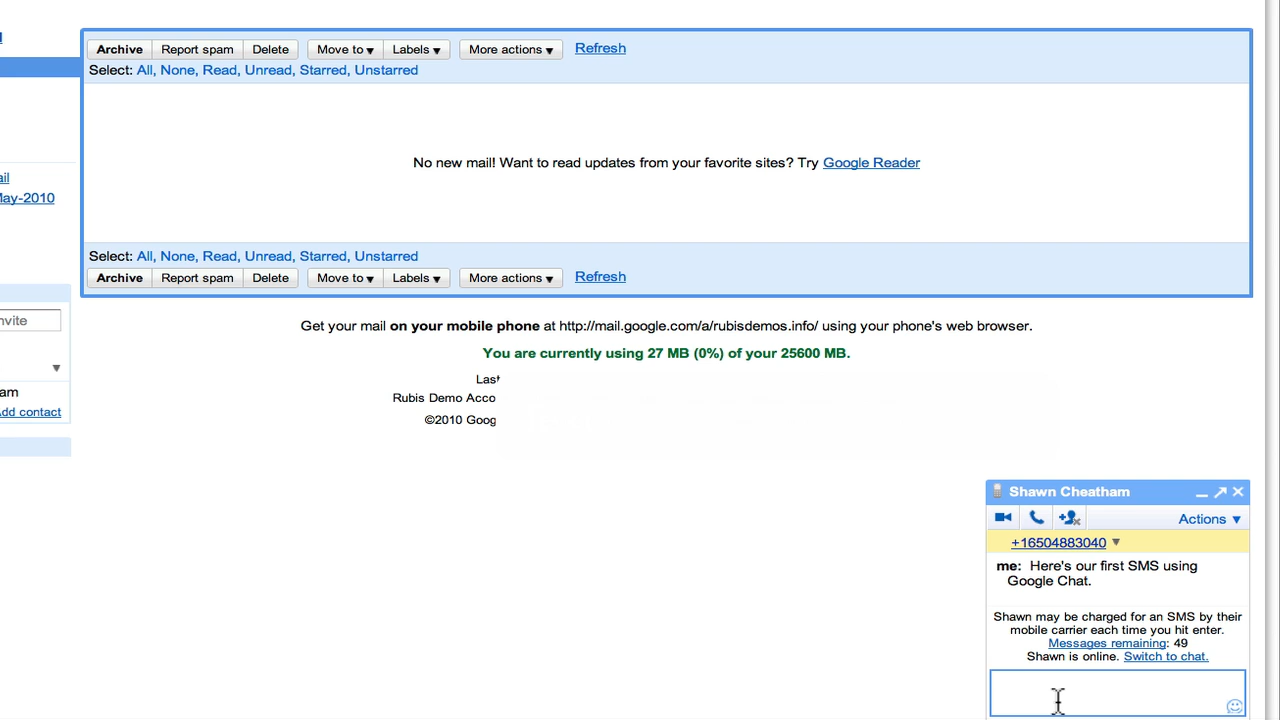 Archive Report spam Delete Move to Labels More actions Refresh
Select: All, None, Read, Unread, Starred, Unstarred
No new mail! Want to read updates from your favorite sites? Try Google Reader
ail
May-2010
Select: All, None, Read, Unread, Starred, Unstarred
Archive Report spam Delete Move to Labels More actions Refresh
nvite
Get your mail on your mobile phone at http://mail.google.com/a/rubisdemos.info/ using your phone's web browser.
You are currently using 27 MB (0%) of your 25600 MB.
Last
am
Rubis Demo Acco
Add contact
©2010 Goog
Shawn Cheatham
Actions
+16504883040
me: Here's our first SMS using
Google Chat.
Shawn may be charged for an SMS by their
mobile carrier each time you hit enter.
Messages remaining: 49
Shawn is online. Switch to chat.